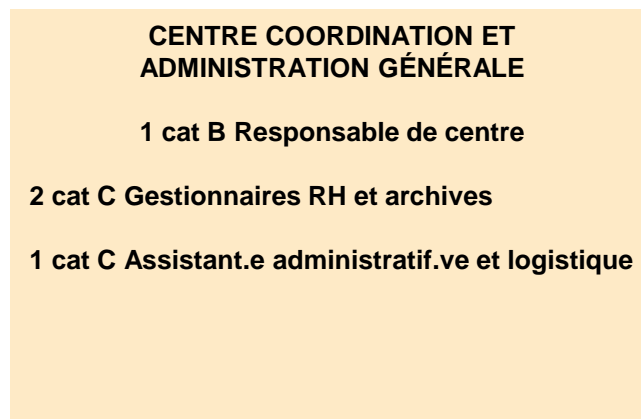 CENTRE COORDINATION ET
ADMINISTRATION GÉNÉRALE
1 cat B Responsable de centre
2 cat C Gestionnaires RH et archives
1 cat C Assistant.e administratif.ve et logistique